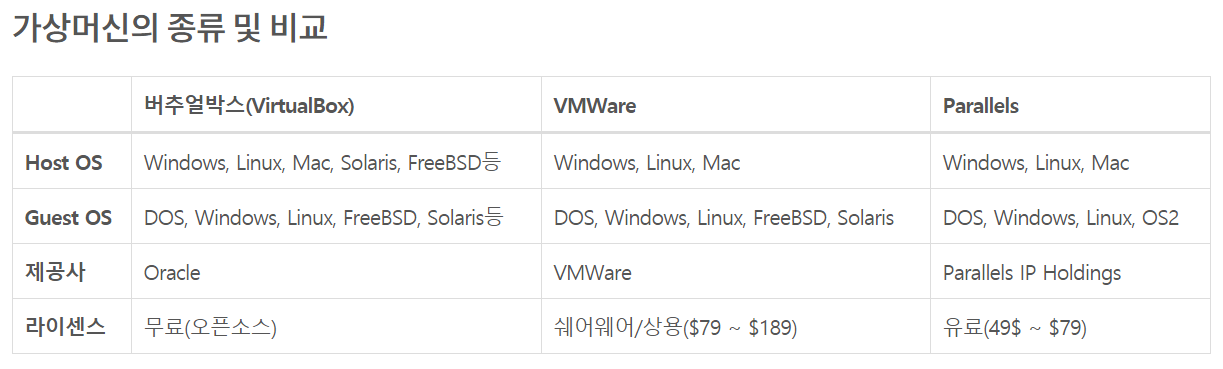 가상머신의 종류 및 비교
버추얼박스(VirtualBox) VMWare Parallels
Host OS Windows, Linux, Mac, Solaris, FreeBSD등 Windows, Linux, Mac Windows, Linux, Mac
Guest OS DOS, Windows, Linux, FreeBSD, Solaris등 DOS, Windows, Linux, FreeBSD, Solaris DOS, Windows, Linux, OS2
제공사 Oracle VMWare Parallels IP Holdings
라이센스 무료(오픈소스) 쉐어웨어/상용($79 ~ $189) 유료(49$ ~ $79)